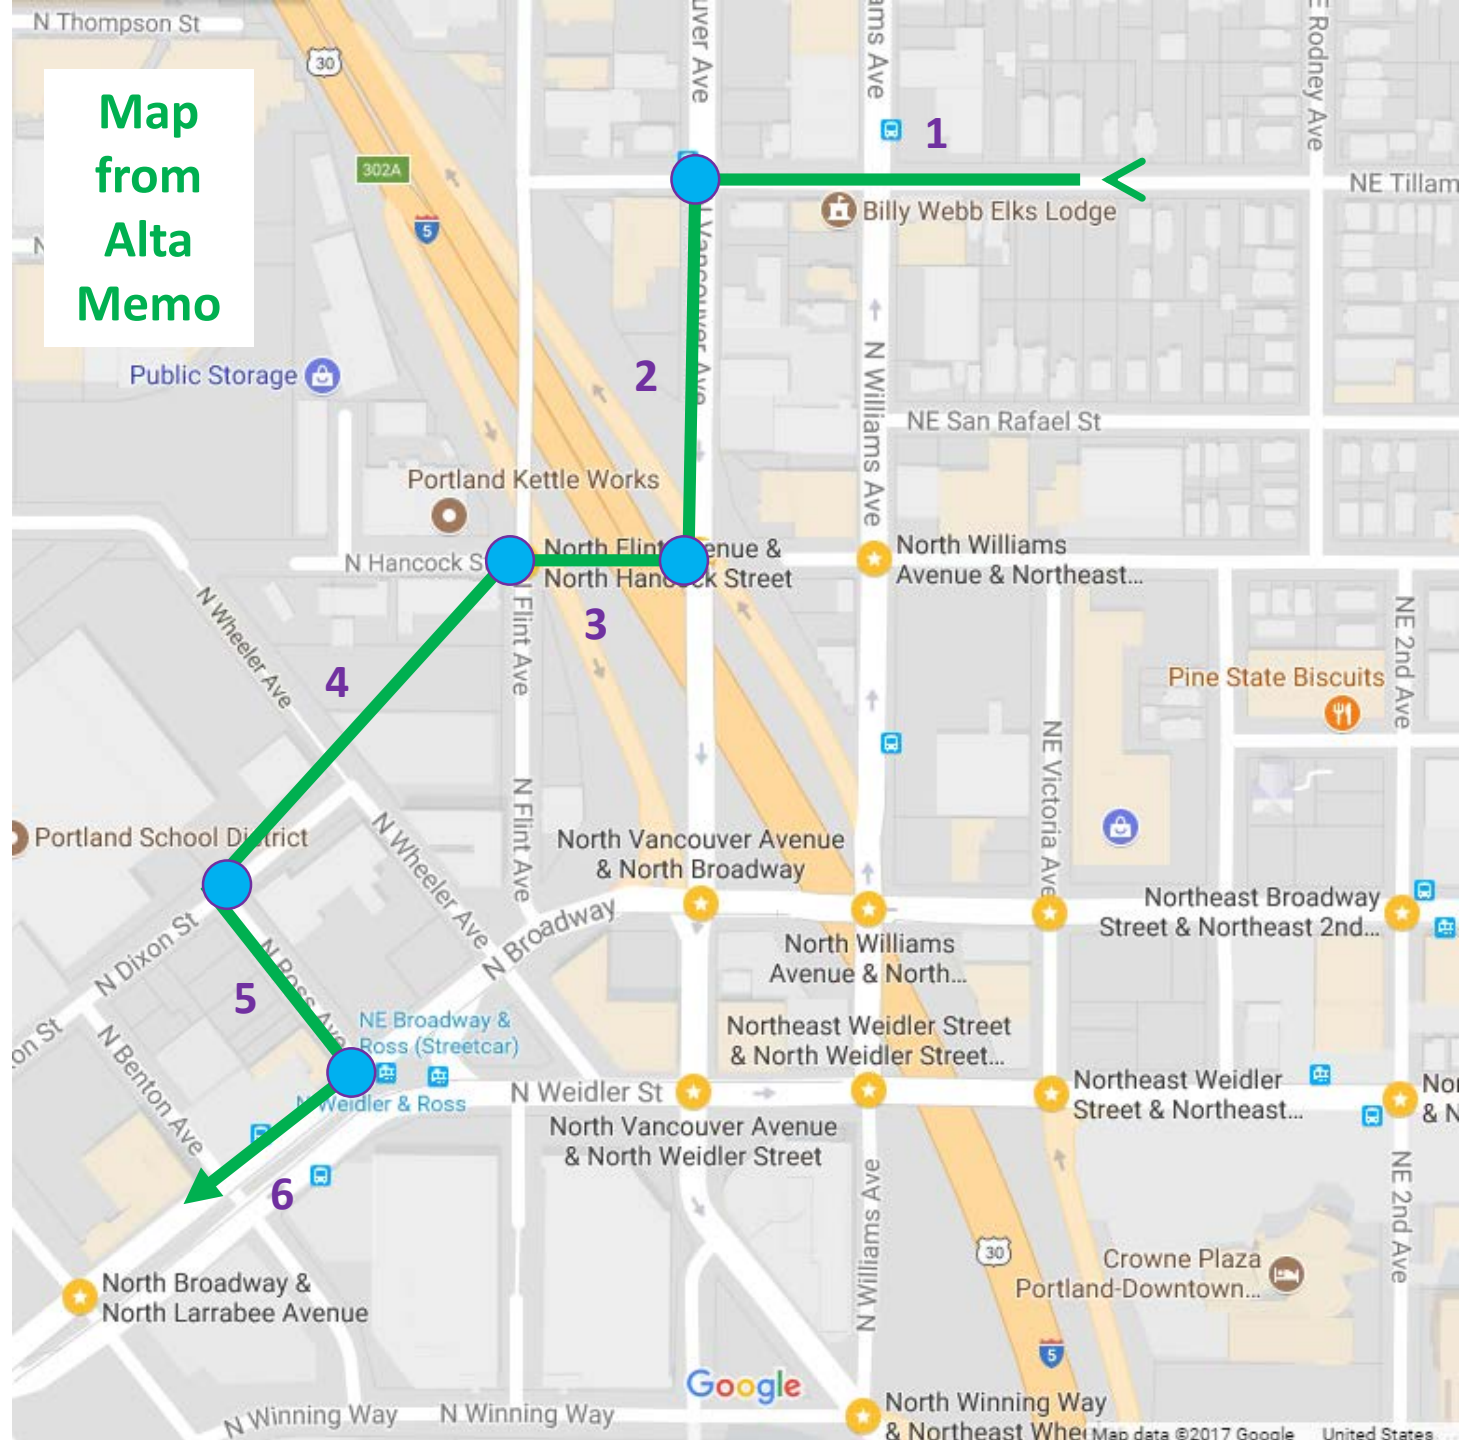 N Thompson St
30
Map
from
Alta
Memo
uver Ave
ams Ave
E Rodney Ave
1
302A
5
NE Tillam
Billy Webb Elks Lodge
N Vancouver Ave
2
Public Storage
N Williams Ave
NE San Rafael St
Portland Kettle Works
N Hancock S
North Flint Avenue &
North Hancock Street
North Williams
Avenue & Northeast...
3
N Wheeler Ave
Flint Ave
NE 2nd Ave
4
Pine State Biscuits
NE Victoria Ave
N Flint Ave
N Wheeler Ave
Portland School District
North Vancouver Avenue
& North Broadway
N Broadway
Northeast Broadway
Street & Northeast 2nd...
N Dixon St
N Ross Ave
North Williams
Avenue & North...
5
on St
N Benton Ave
NE Broadway &
Ross (Streetcar)
Northeast Weidler Street
& North Weidler Street...
N Weidler & Ross
N Weidler St
Northeast Weidler
Street & Northeast...
Nor
& N
North Vancouver Avenue
& North Weidler Street
6
N Williams Ave
NE 2nd Ave
30
Crowne Plaza
Portland-Downtown...
North Broadway &
North Larrabee Avenue
5
Google
N Winning Way
N Winning Way
North Winning Way
& Northeast Whe
Map data ©2017 Google
United States